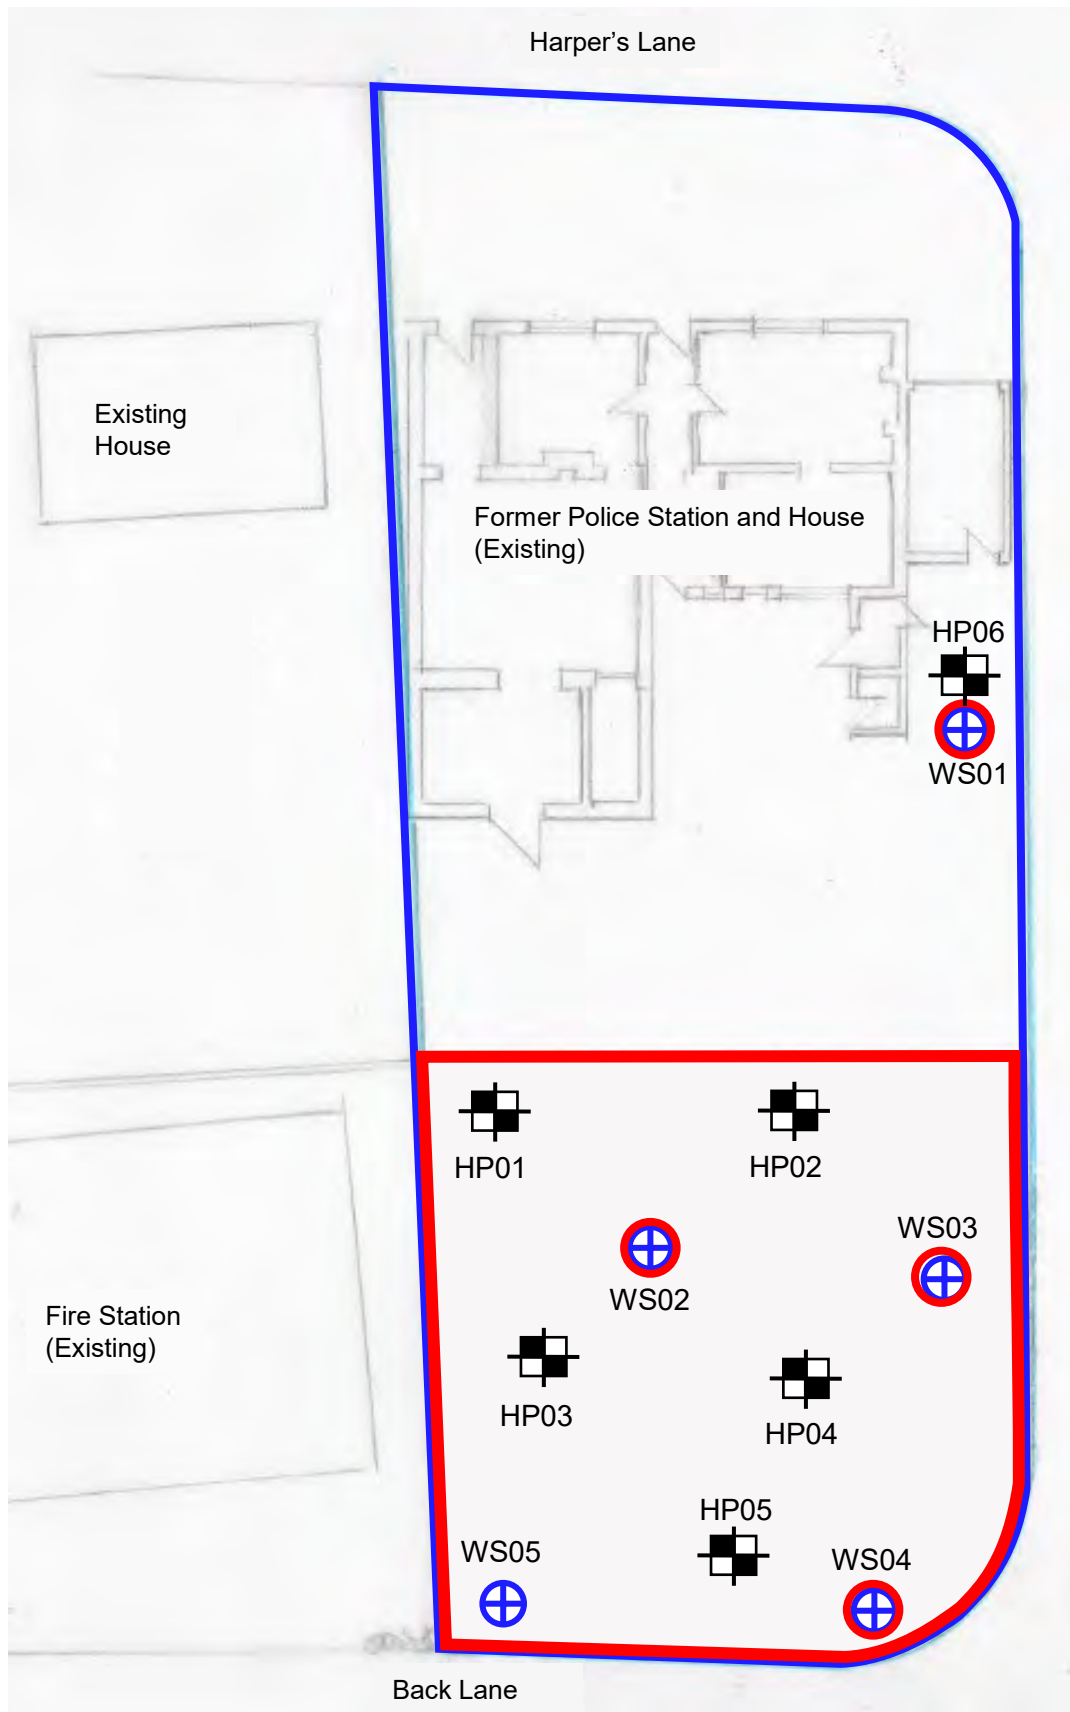 Harper’s Lane
Existing
House
Former Police Station and House
(Existing)
HP06
WS01
HP01
HP02
WS03
WS02
Fire Station
(Existing)
HP03
HP04
HP05
WS05
WS04
Back Lane